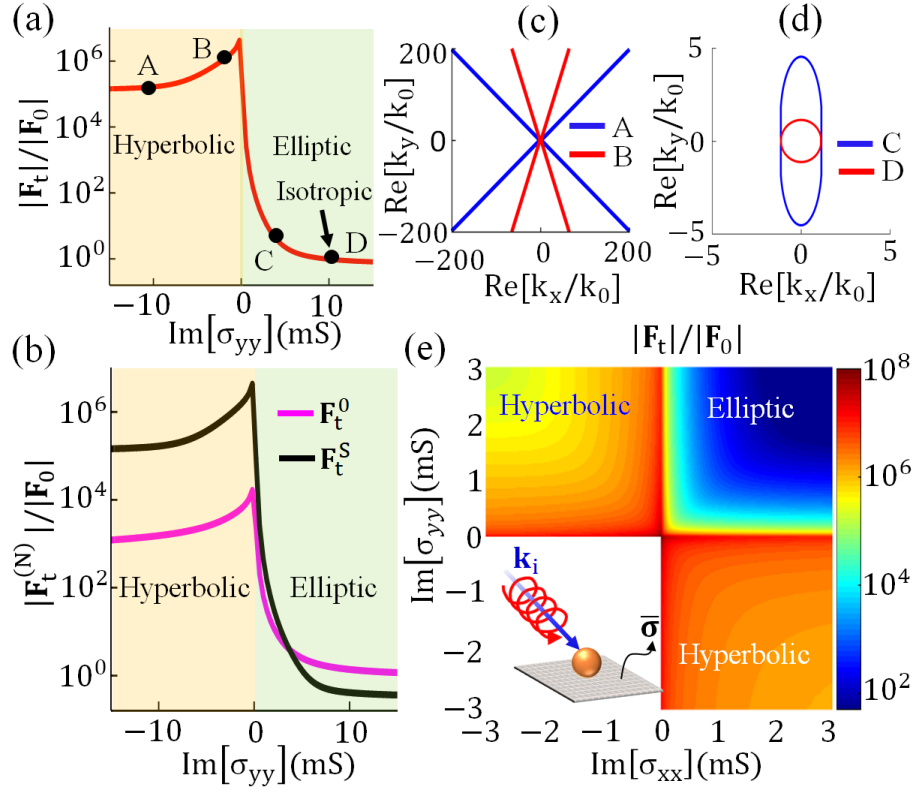 (a)
|F_t|/|F_0|
10^6
10^4
10^2
10^0
A
B
Hyperbolic
Elliptic
Isotropic
C
D
−10
0
10
Im[σ_yy](mS)
(c)
Re[k_y/k_0]
200
0
−200
A
B
−200
0
200
Re[k_x/k_0]
(d)
Re[k_y/k_0]
5
0
−5
C
D
−5
0
5
Re[k_x/k_0]
(b)
|F_t^(N)|/|F_0|
10^6
10^4
10^2
10^0
F_t^0
F_t^S
Hyperbolic
Elliptic
−10
0
10
Im[σ_yy](mS)
(e)
|F_t|/|F_0|
Im[σ_yy](mS)
3
2
1
0
−1
−2
−3
Hyperbolic
Elliptic
k_i
σ̿
Hyperbolic
−3
−2
−1
0
1
2
3
Im[σ_xx](mS)
10^8
10^6
10^4
10^2